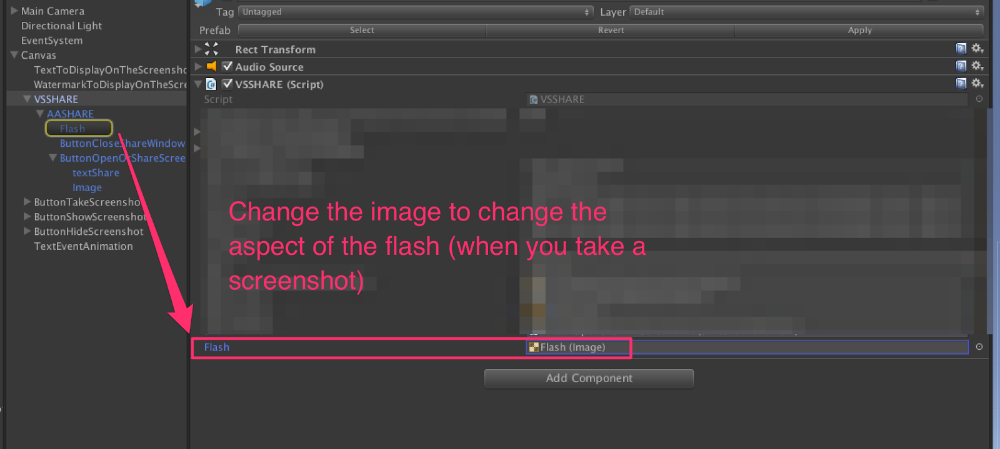 Main Camera
Directional Light
EventSystem
Canvas
TextToDisplayOnTheScreensho
WatermarkToDisplayOnTheScre
VSSHARE
AASHARE
Flash
ButtonCloseShareWindow
ButtonOpenOrShareScree
textShare
Image
ButtonTakeScreenshot
ButtonShowScreenshot
ButtonHideScreenshot
TextEventAnimation
Tag Untagged Layer Default
Prefab Select Revert Apply
Rect Transform
Audio Source
VSSHARE (Script)
Script VSSHARE
Change the image to change the
aspect of the flash (when you take a
screenshot)
Flash Flash (Image)
Add Component